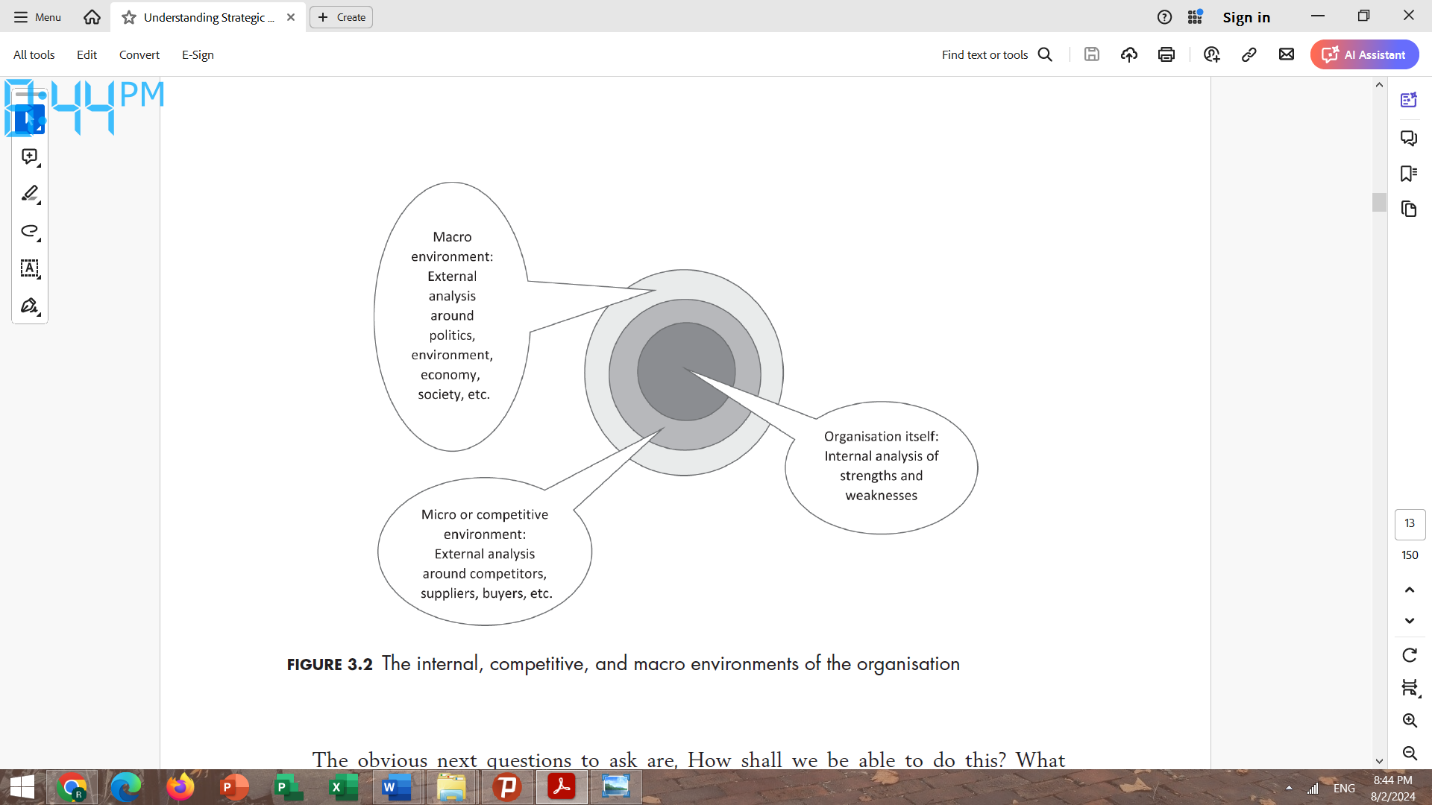 Menu
Understanding Strategic ...
Create
Sign in
All tools
Edit
Convert
E-Sign
Find text or tools
AI Assistant
8:44 PM
Macro
environment:
External
analysis
around
politics,
environment,
economy,
society, etc.
Organisation itself:
Internal analysis of
strengths and
weaknesses
Micro or competitive
environment:
External analysis
around competitors,
suppliers, buyers, etc.
FIGURE 3.2 The internal, competitive, and macro environments of the organisation
The obvious next questions to ask are, How shall we be able to do this? What
13
150
ENG
8:44 PM
8/2/2024